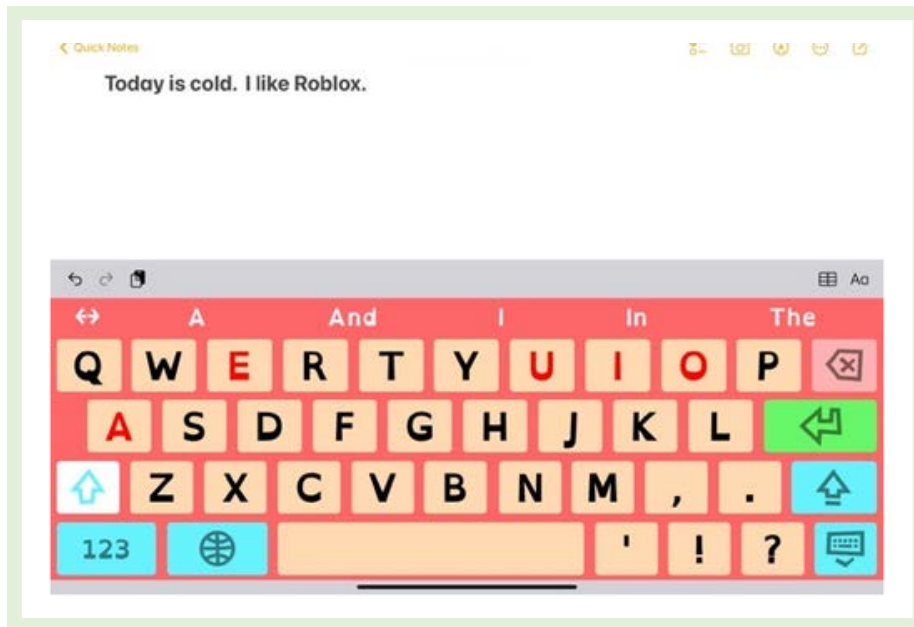 Quick Notes
Today is cold.  I like Roblox.
Aa
A And I In The
Q W E R T Y U I O P
A S D F G H J K L
Z X C V B N M , .
123 ' ! ?